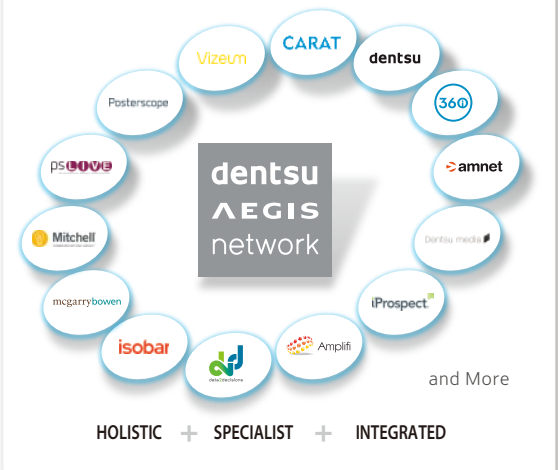 CARAT
dentsu
360
amnet
Dentsu media
iProspect
Amplifi
data2decisions
isobar
mcgarrybowen
Mitchell
psLIVE
Posterscope
Vizeum
dentsu
AEGIS
network
and More
HOLISTIC + SPECIALIST + INTEGRATED